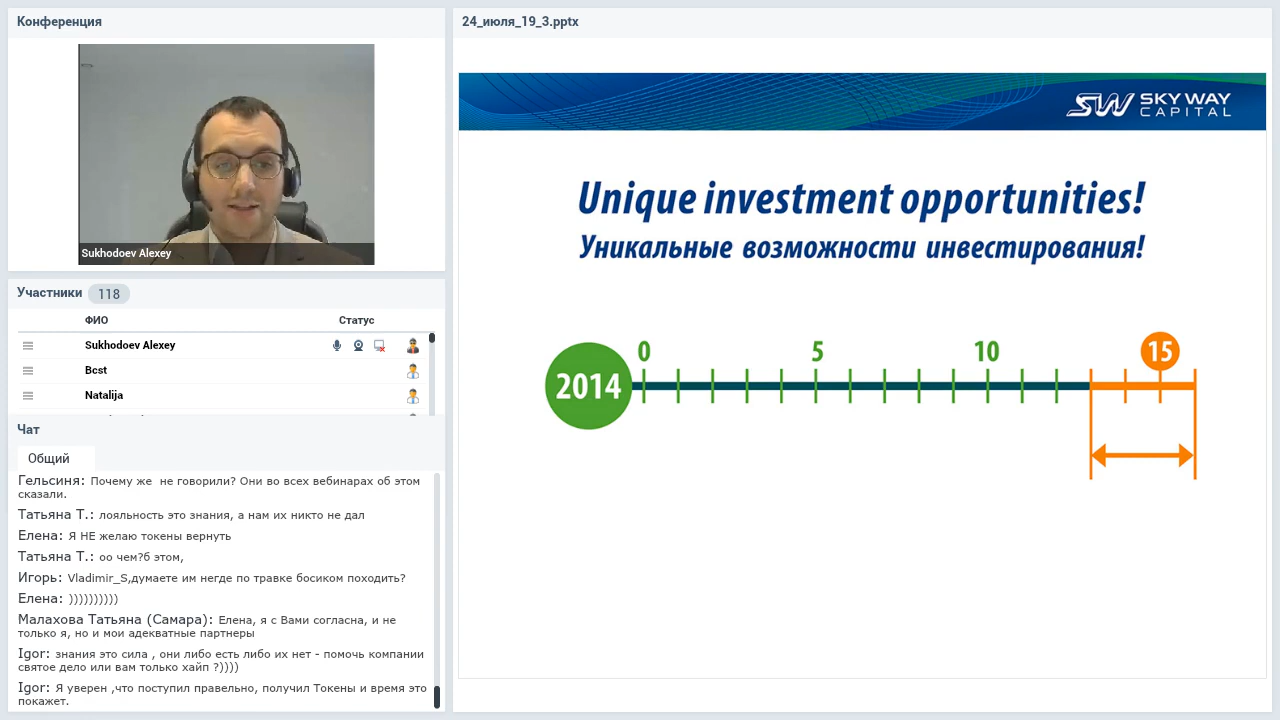 Конференция
Sukhodoev Alexey
Участники 118
ФИО Статус
Sukhodoev Alexey
Bcst
Natalija
Чат
Общий
Гельсиня: Почему же не говорили? Они во всех вебинарах об этом
сказали.
Татьяна Т.: лояльность это знания, а нам их никто не дал
Елена: Я НЕ желаю токены вернуть
Татьяна Т.: оо чем?б этом,
Игорь: Vladimir_S,думаете им негде по травке босиком походить?
Елена: ))))))))))
Малахова Татьяна (Самара): Елена, я с Вами согласна, и не
только я, но и мои адекватные партнеры
Igor: знания это сила , они либо есть либо их нет - помочь компании
святое дело или вам только хайп ?))))
Igor: Я уверен ,что поступил правельно, получил Токены и время это
покажет.
24_июля_19_3.pptx
SW SKY WAY
CAPITAL
Unique investment opportunities!
Уникальные возможности инвестирования!
2014 0 5 10 15